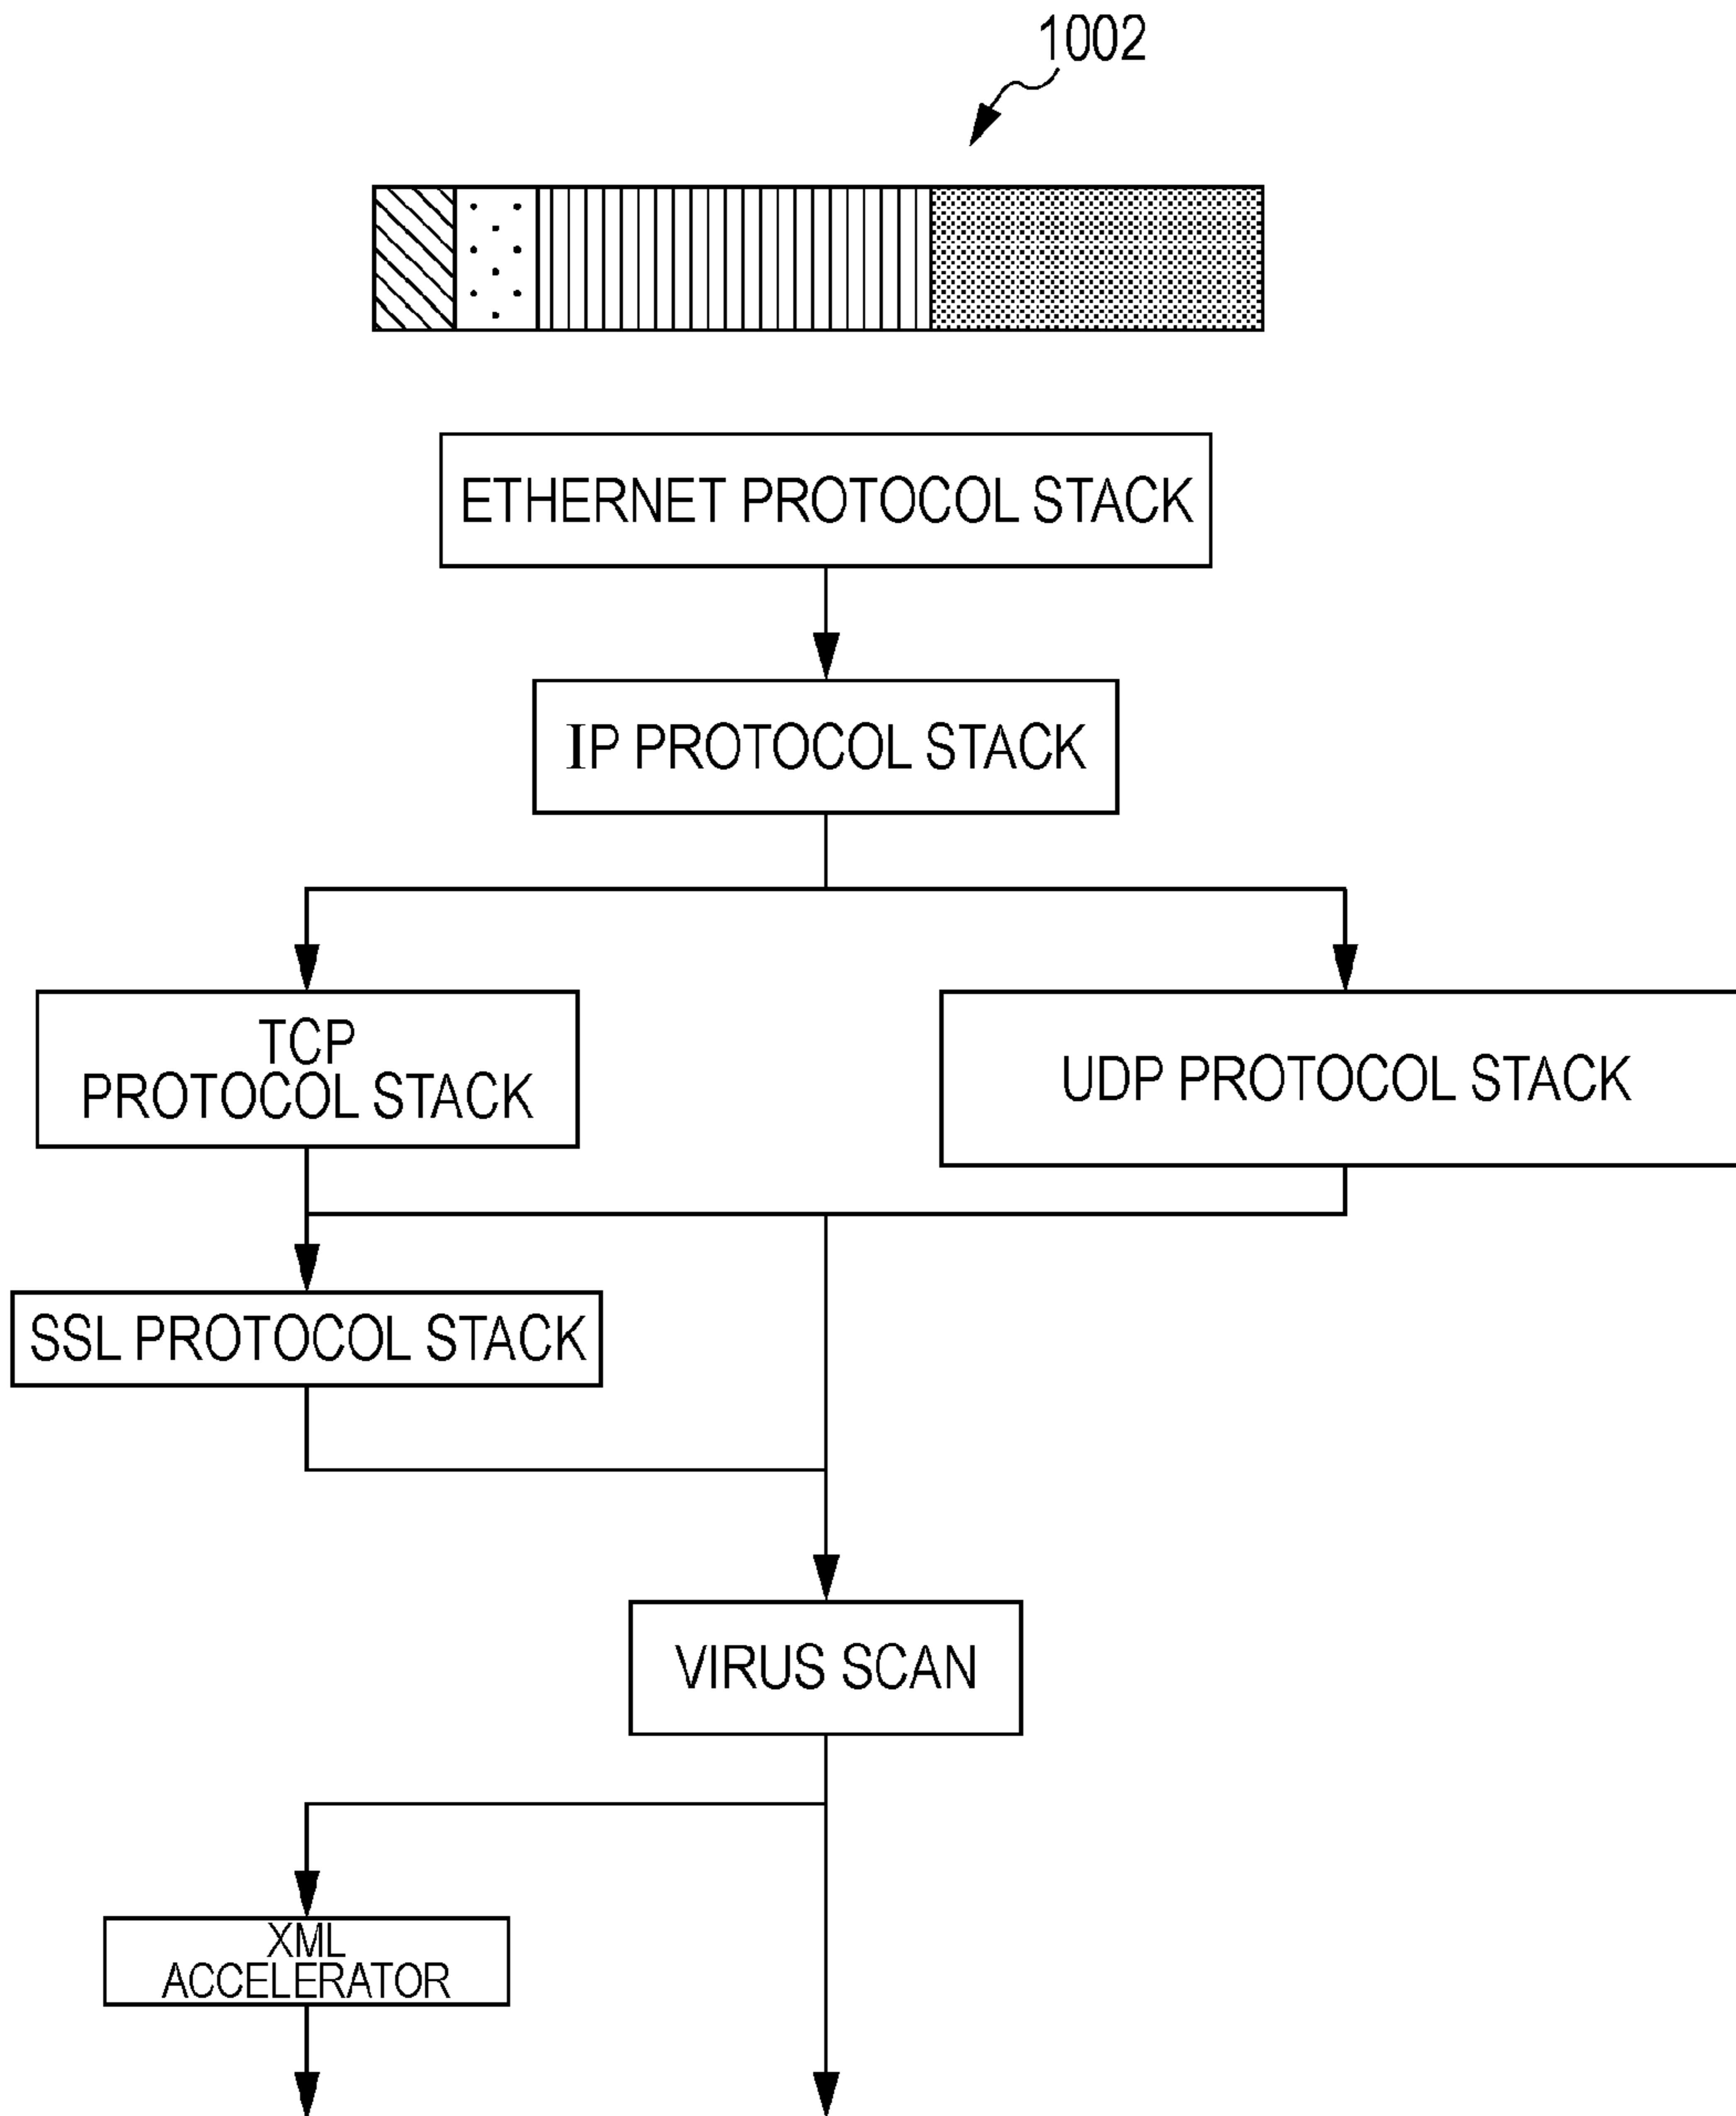 1002
ETHERNET PROTOCOL STACK
IP PROTOCOL STACK
TCP
PROTOCOL STACK
UDP PROTOCOL STACK
SSL PROTOCOL STACK
VIRUS SCAN
XML
ACCELERATOR